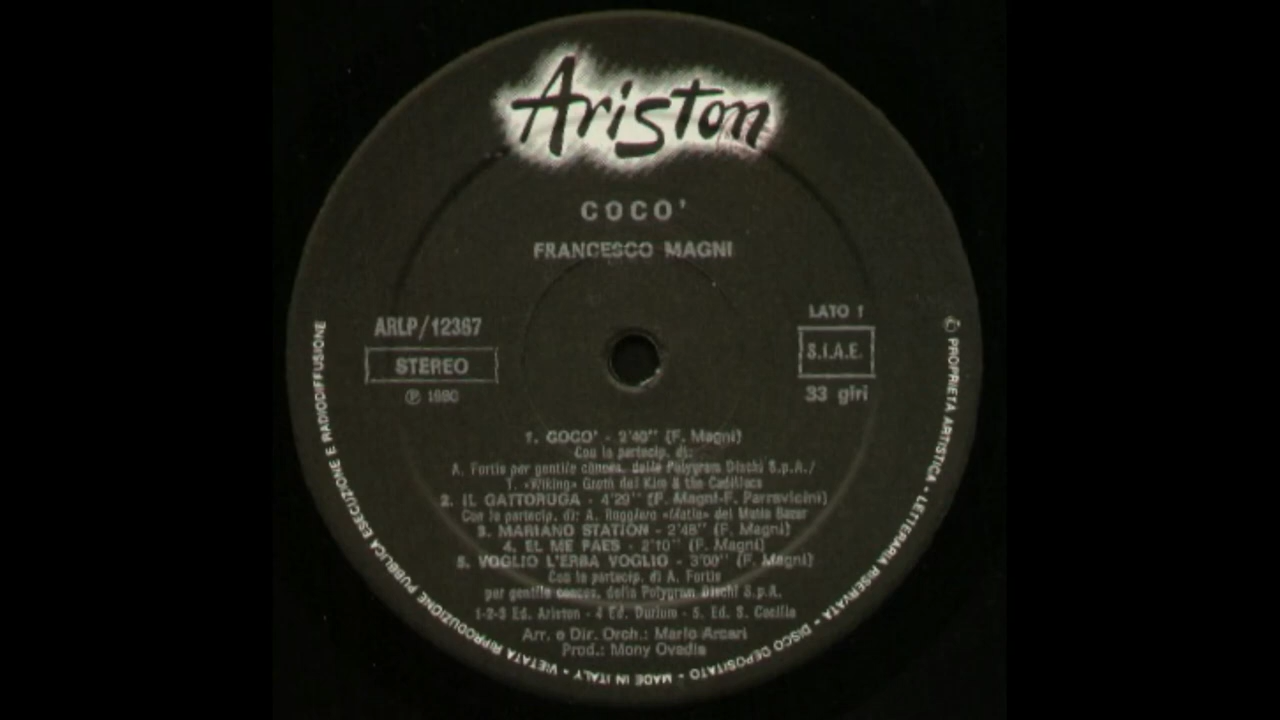 Ariston
COCO'
FRANCESCO MAGNI
ARLP/12367
STEREO
Ⓟ 1980
LATO 1
S.I.A.E.
33 giri
1. COCO' - 2'40'' (F. Magni)
Con la partecip. di:
A. Fortis per gentile conces. della Polygram Dischi S.p.A./
T. «Wiking» Groth dei Kim & the Cadillacs
2. IL GATTORUGA - 4'29'' (F. Magni-F. Parravicini)
Con la partecip. di: A. Ruggiero «Matia» dei Matia Bazar
3. MARIANO STATION - 2'48'' (F. Magni)
4. EL ME PAES - 2'10'' (F. Magni)
5. VOGLIO L'ERBA VOGLIO - 3'00'' (F. Magni)
Con la partecip. di A. Fortis
per gentile conces. della Polygram Dischi S.p.A.
1-2-3 Ed. Ariston - 4 Ed. Durium - 5. Ed. S. Cecilia
Arr. e Dir. Orch.: Mario Arcari
Prod.: Mony Ovadia
PROPRIETA ARTISTICA - LETTERARIA RISERVATA - DISCO DEPOSITATO - MADE IN ITALY - VIETATA RIPRODUZIONE PUBBLICA ESECUZIONE E RADIODIFFUSIONE